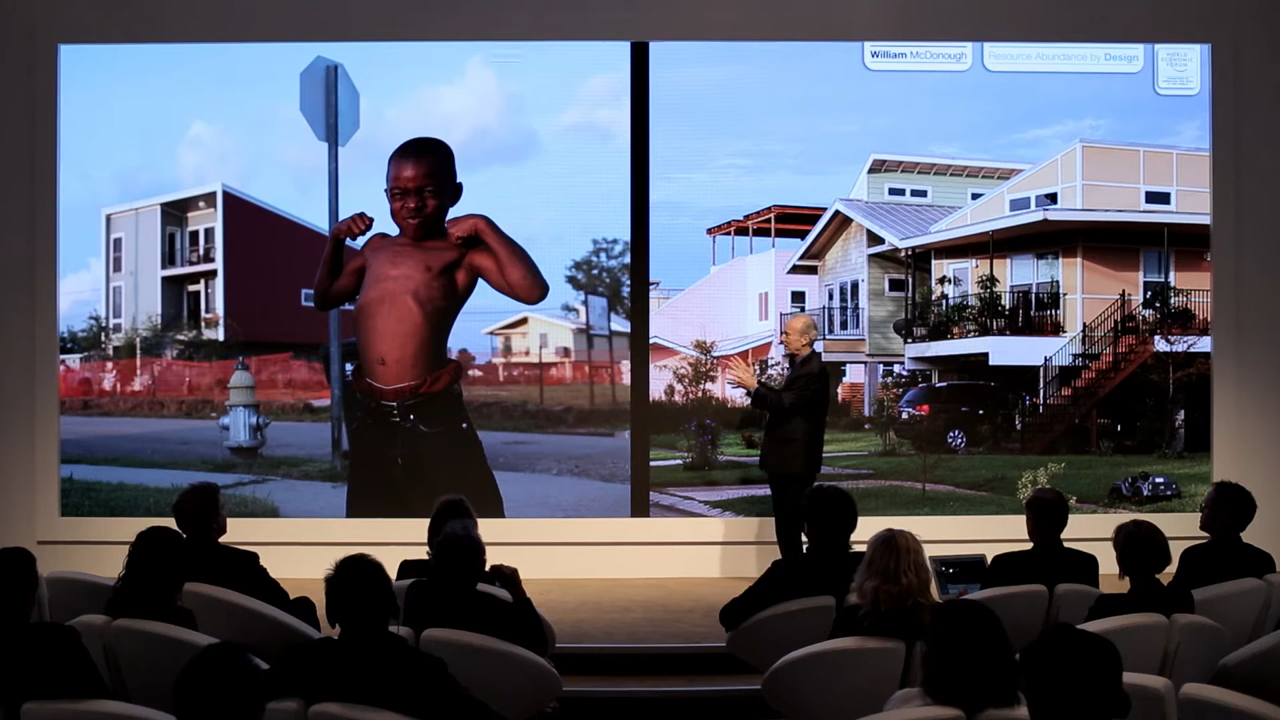 William McDonough
Resource Abundance by Design
WORLD
ECONOMIC
FORUM